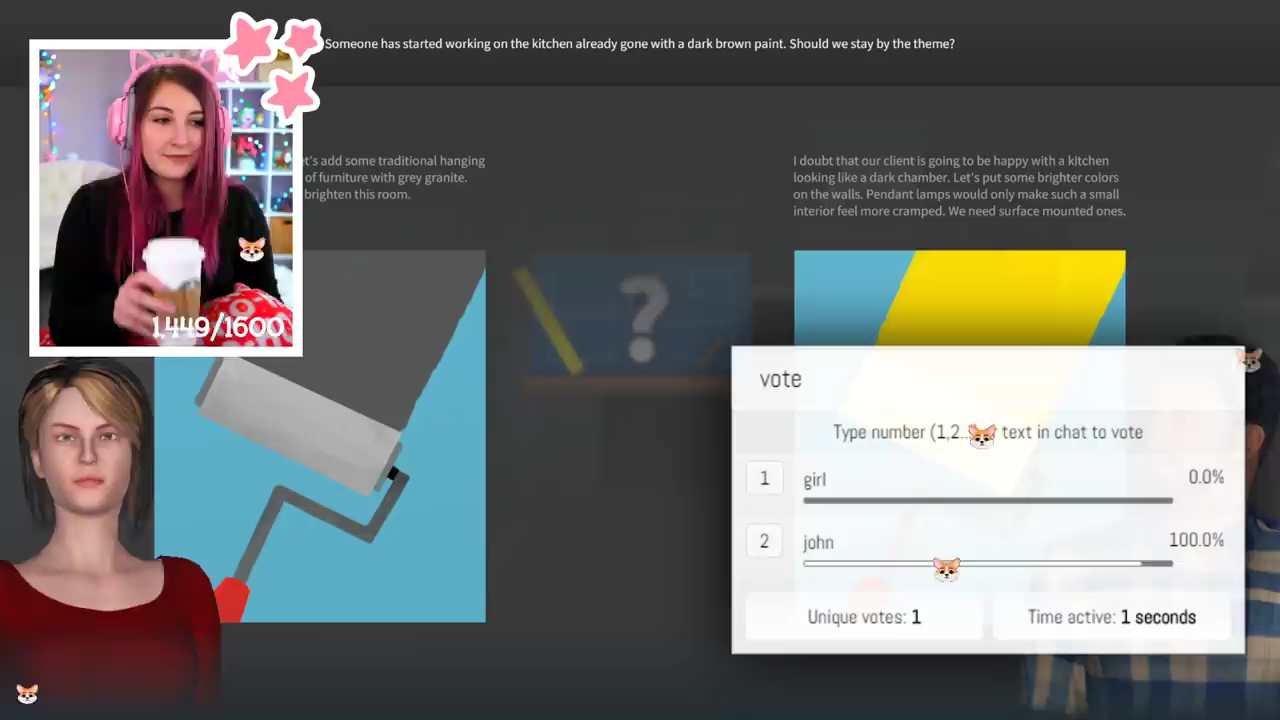 Someone has started working on the kitchen already gone with a dark brown paint. Should we stay by the theme?
t's add some traditional hanging
of furniture with grey granite.
brighten this room.
I doubt that our client is going to be happy with a kitchen
looking like a dark chamber. Let's put some brighter colors
on the walls. Pendant lamps would only make such a small
interior feel more cramped. We need surface mounted ones.
?
1,449/1600
vote
Type number (1,2.. text in chat to vote
1 girl 0.0%
2 john 100.0%
Unique votes: 1 Time active: 1 seconds